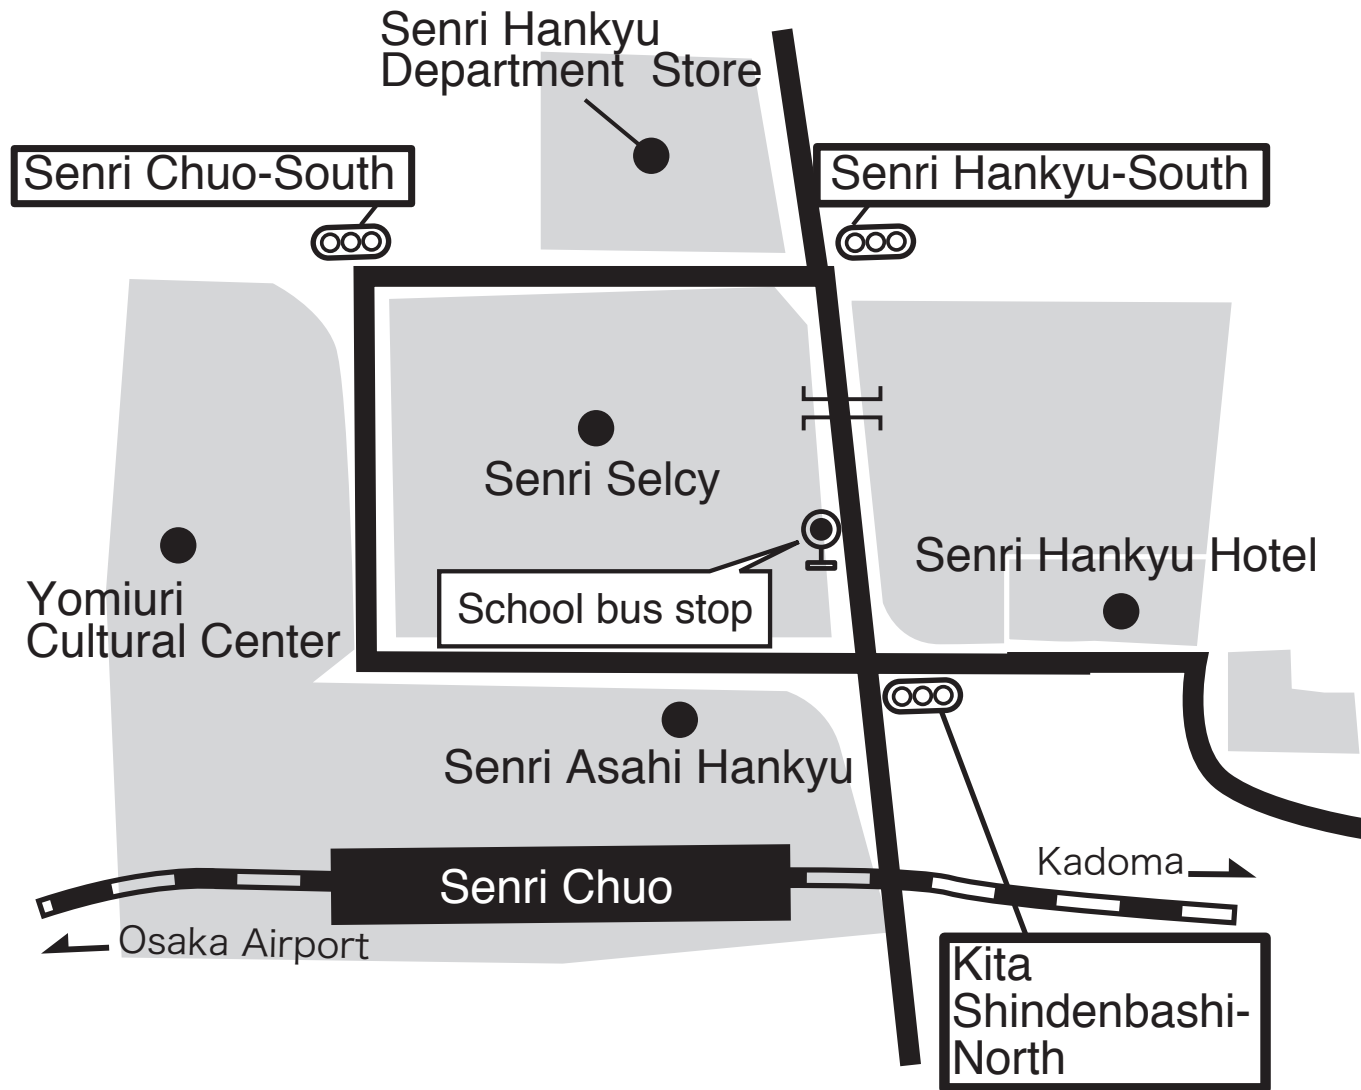 Senri Hankyu
Department Store
Senri Chuo-South
Senri Hankyu-South
Senri Selcy
Senri Hankyu Hotel
School bus stop
Yomiuri
Cultural Center
Senri Asahi Hankyu
Kadoma
Senri Chuo
Osaka Airport
Kita
Shindenbashi-
North